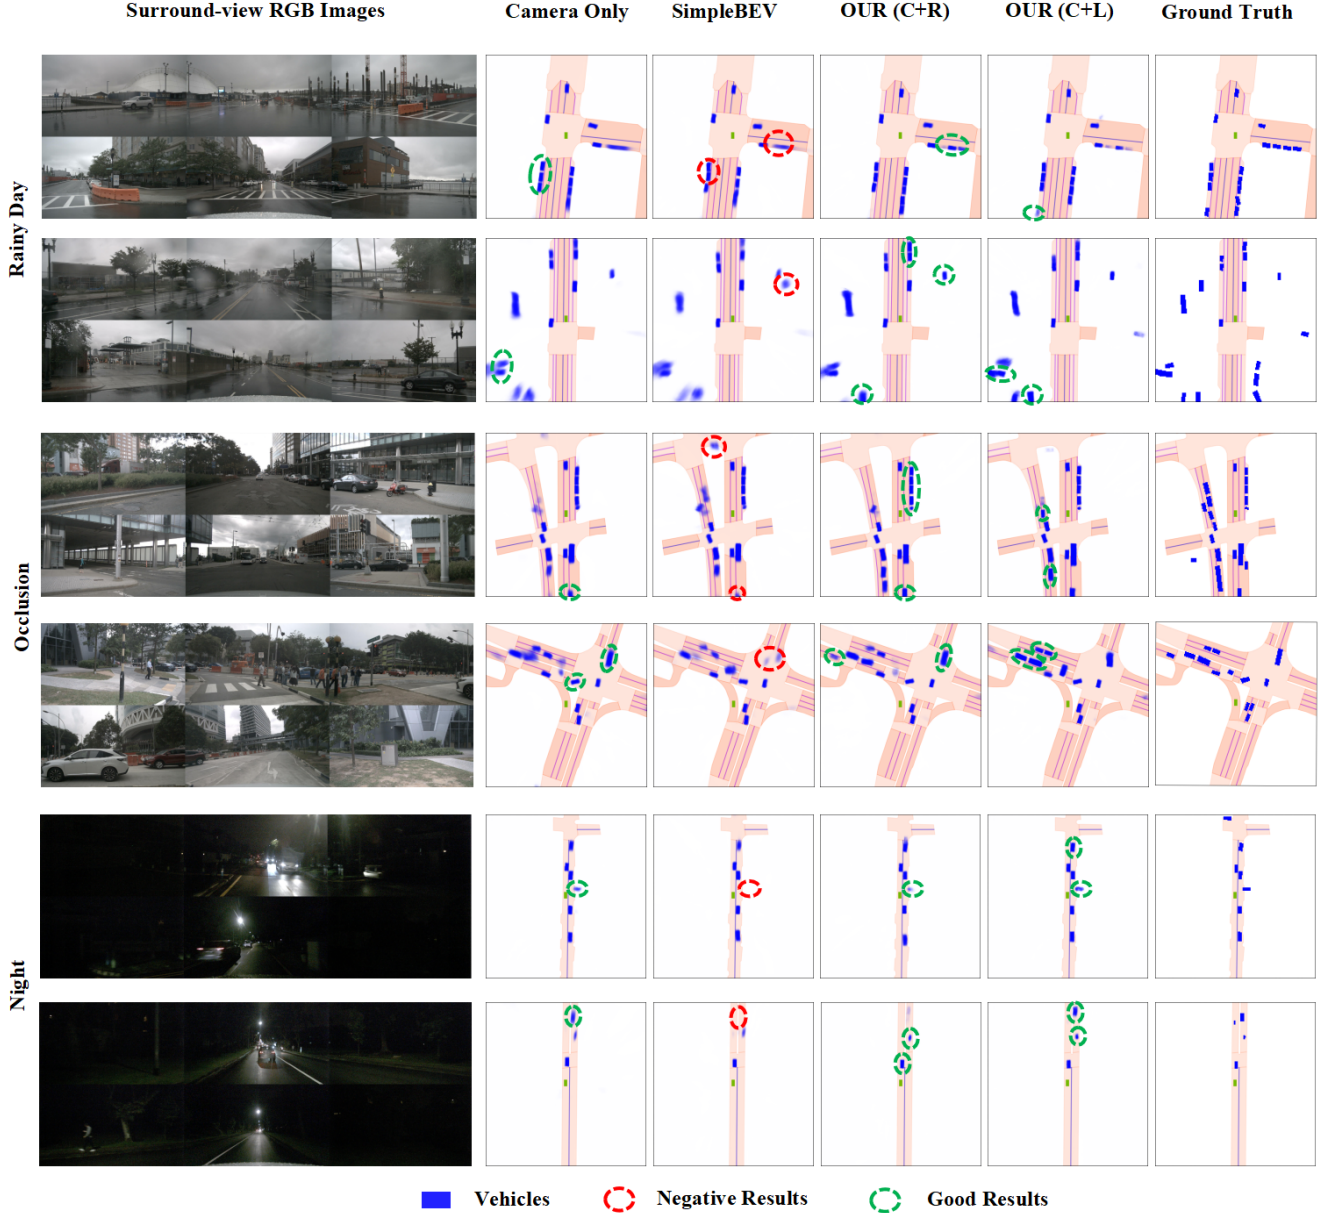 Surround-view RGB Images Camera Only SimpleBEV OUR (C+R) OUR (C+L) Ground Truth
Rainy Day
Occlusion
Night
Vehicles Negative Results Good Results